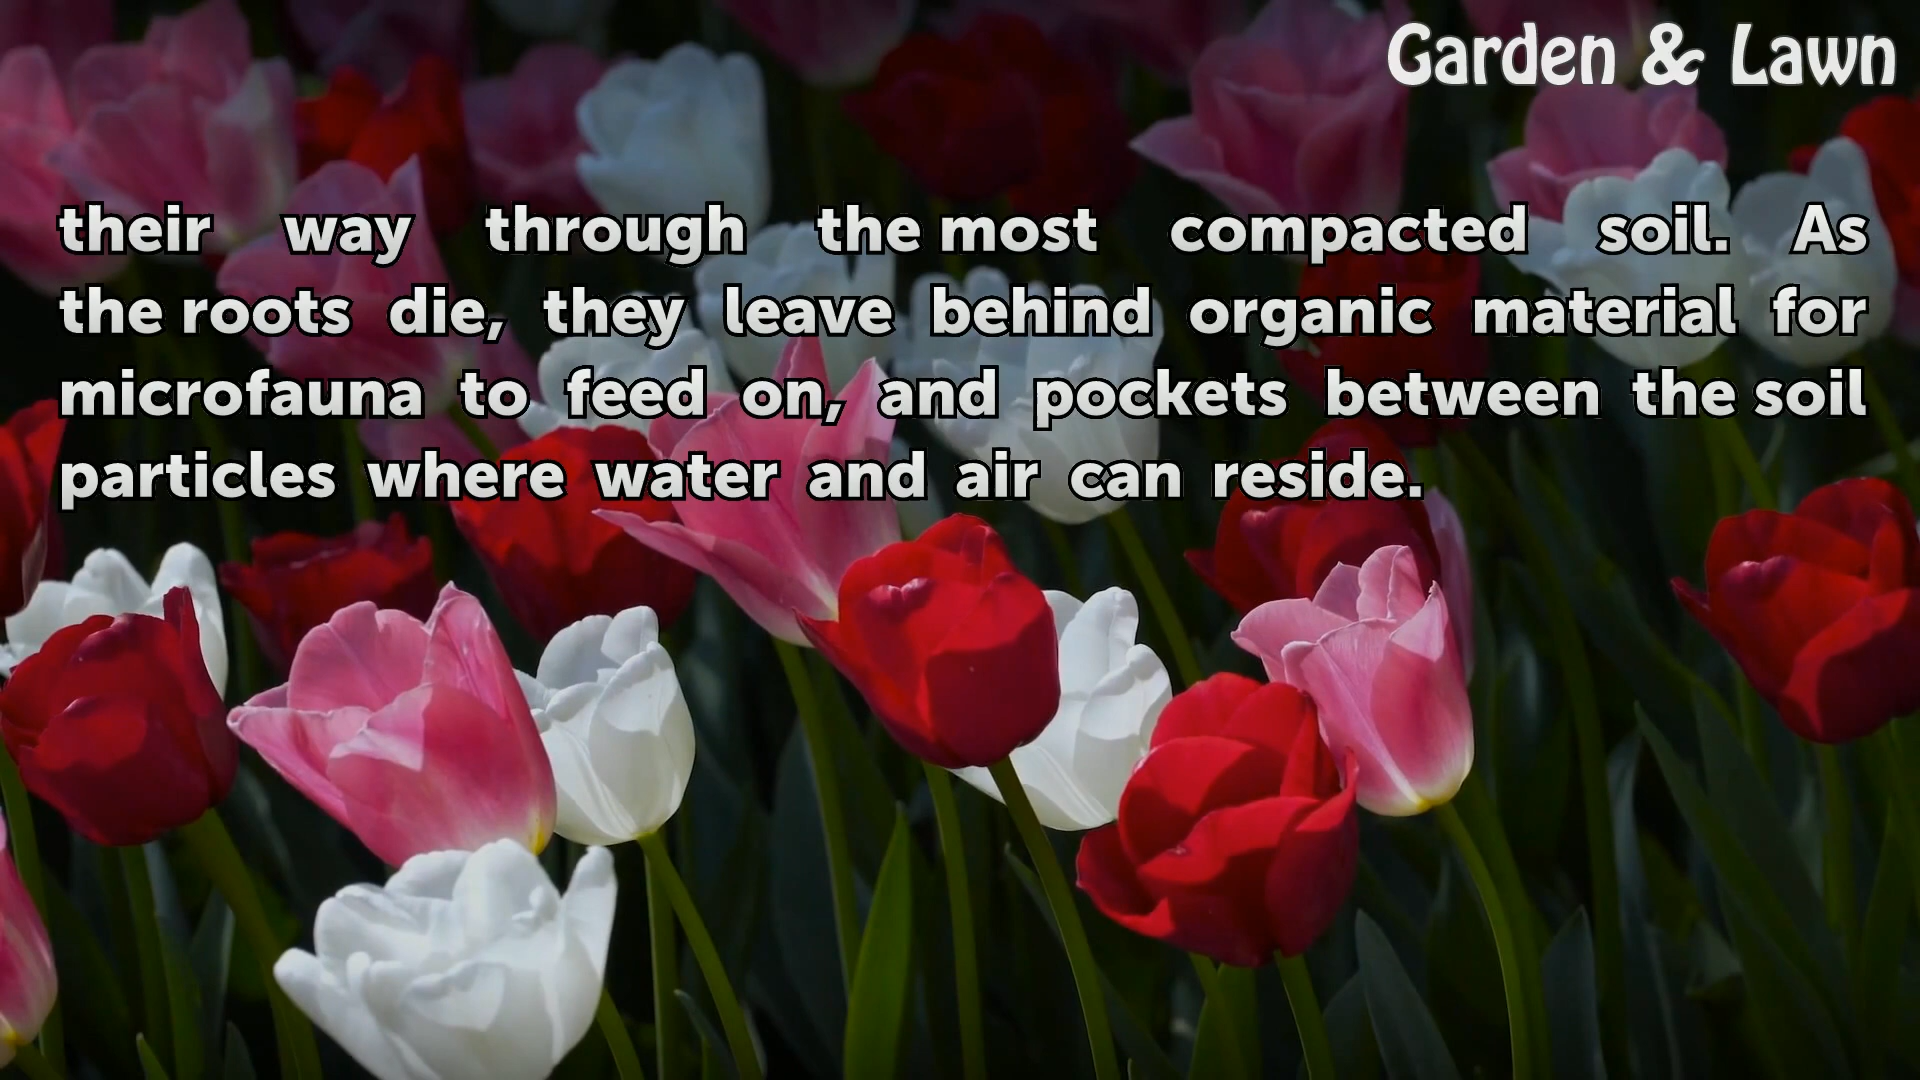 Garden & Lawn
their way through the most compacted soil. As
the roots die, they leave behind organic material for
microfauna to feed on, and pockets between the soil
particles where water and air can reside.